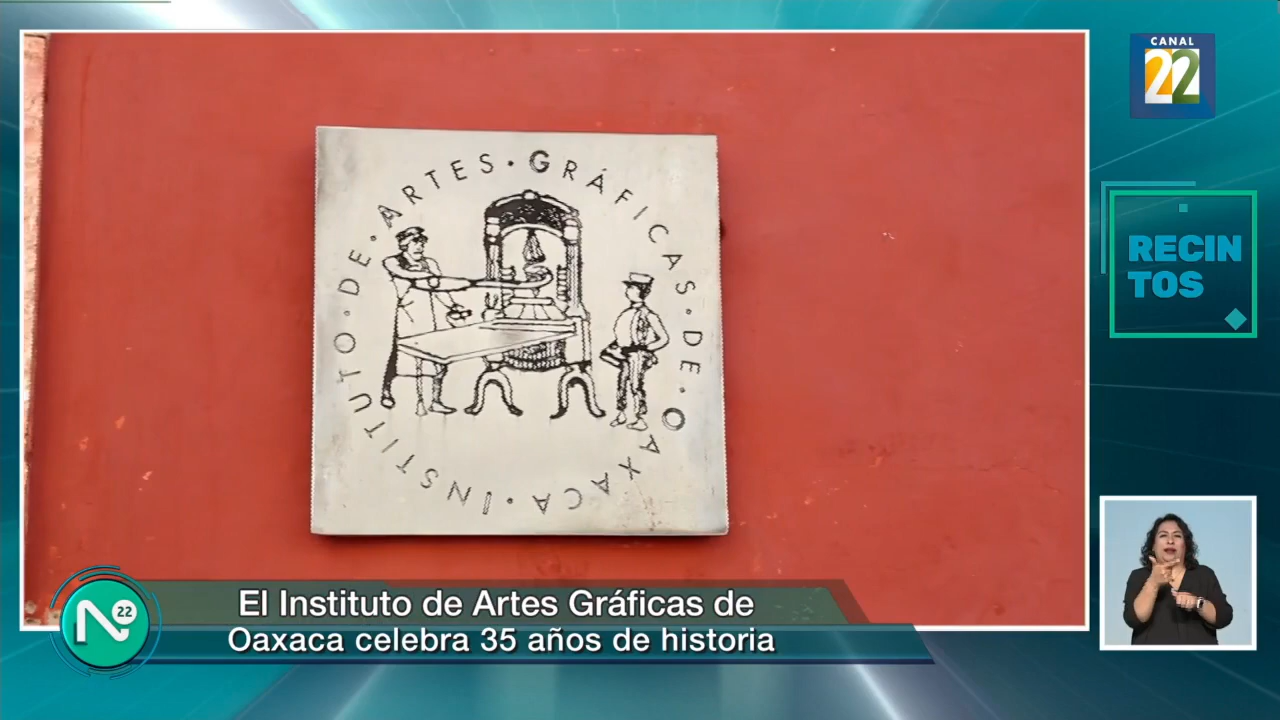 CANAL
22
INSTITUTO · DE · ARTES · GRÁFICAS · DE · OAXACA ·
RECIN
TOS
N22
El Instituto de Artes Gráficas de
Oaxaca celebra 35 años de historia